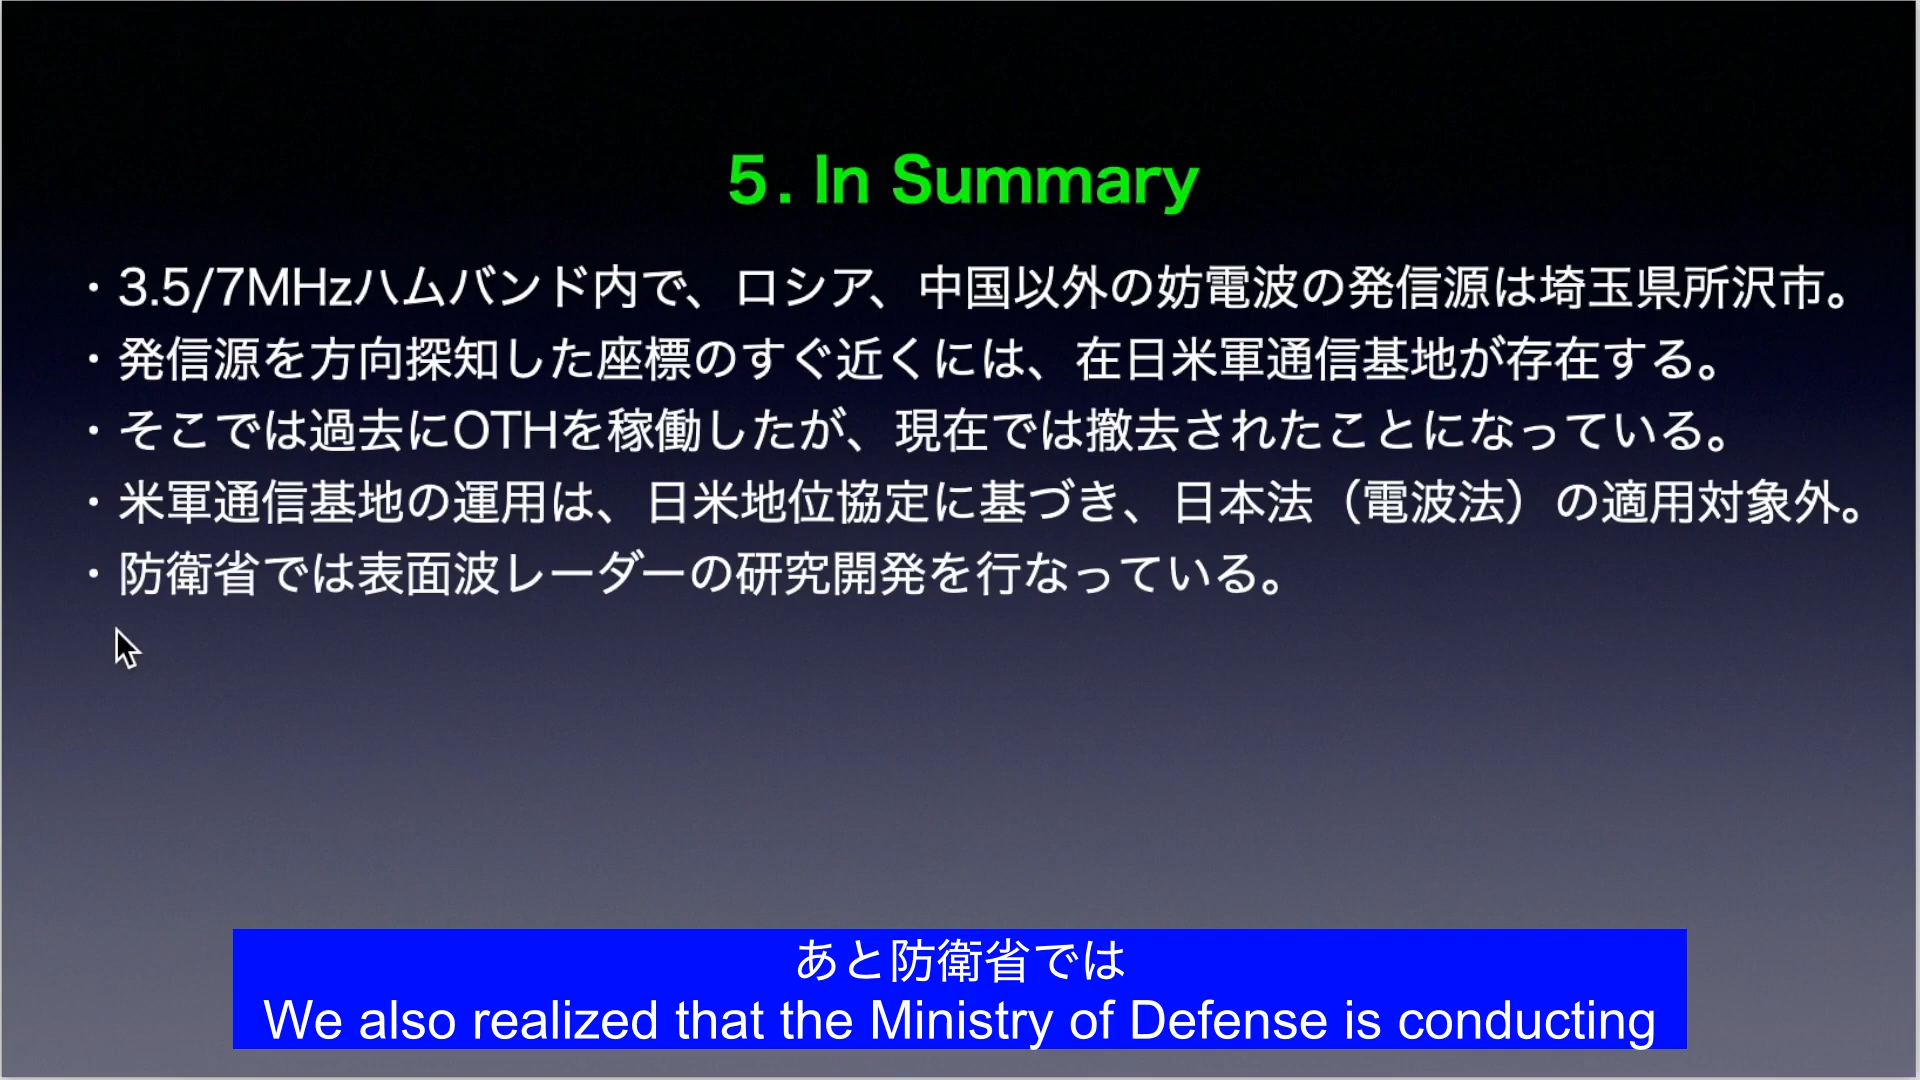 5. In Summary
・3.5/7MHzハムバンド内で、ロシア、中国以外の妨電波の発信源は埼玉県所沢市。
・発信源を方向探知した座標のすぐ近くには、在日米軍通信基地が存在する。
・そこでは過去にOTHを稼働したが、現在では撤去されたことになっている。
・米軍通信基地の運用は、日米地位協定に基づき、日本法（電波法）の適用対象外。
・防衛省では表面波レーダーの研究開発を行なっている。
あと防衛省では
We also realized that the Ministry of Defense is conducting